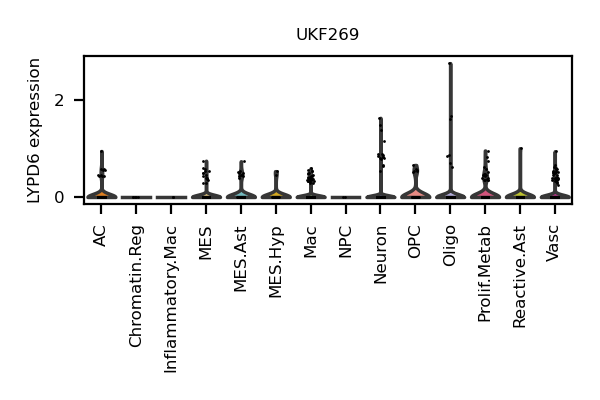 UKF269
LYPD6 expression
2
0
AC
Chromatin.Reg
Inflammatory.Mac
MES
MES.Ast
MES.Hyp
Mac
NPC
Neuron
OPC
Oligo
Prolif.Metab
Reactive.Ast
Vasc